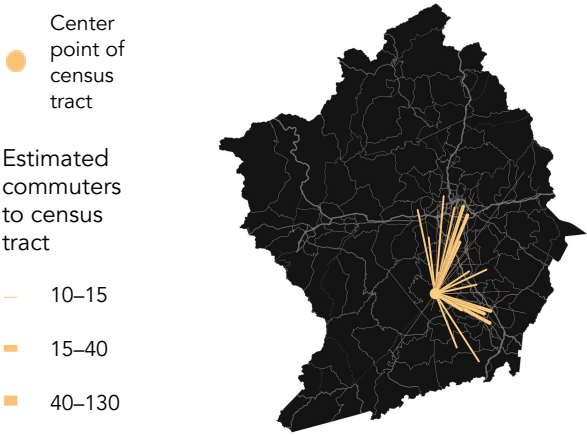 Center
point of
census
tract
Estimated
commuters
to census
tract
10–15
15–40
40–130